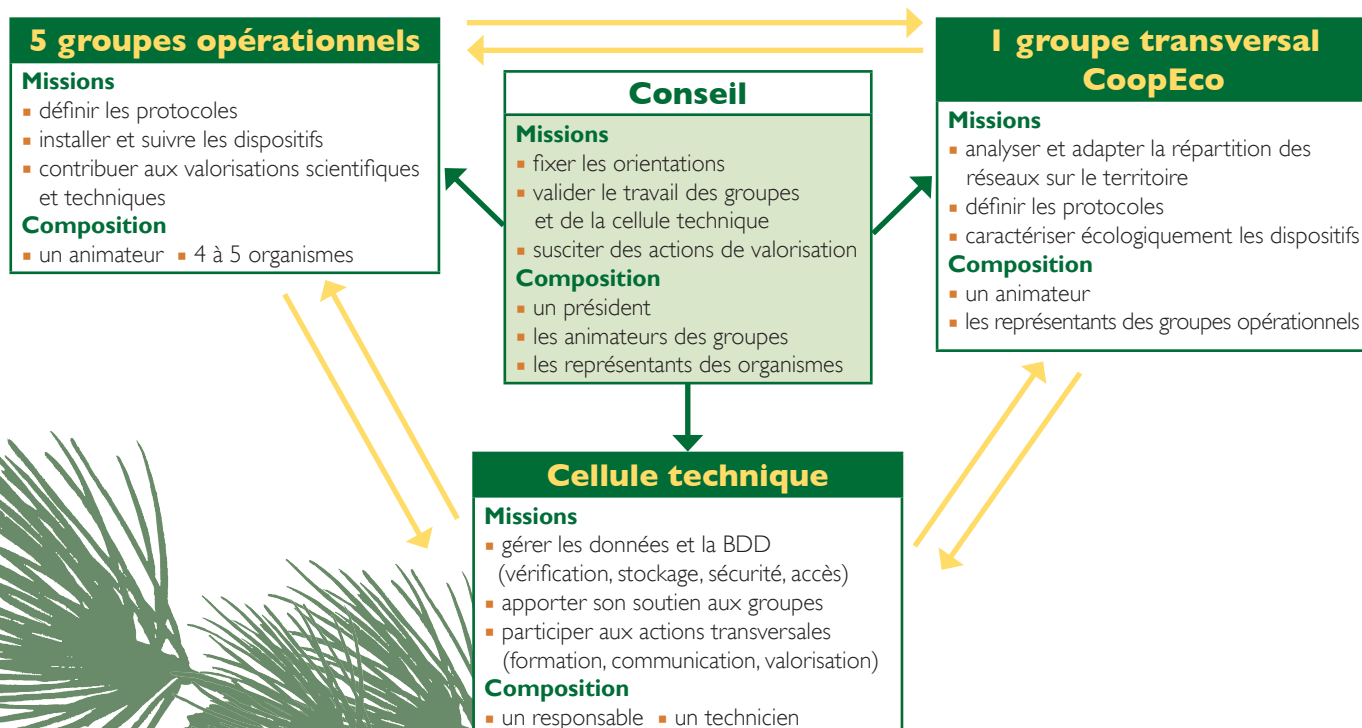 5 groupes opérationnels
Missions
▪ définir les protocoles
▪ installer et suivre les dispositifs
▪ contribuer aux valorisations scientifiques
et techniques
Composition
▪ un animateur ▪ 4 à 5 organismes
Conseil
Missions
▪ fixer les orientations
▪ valider le travail des groupes
et de la cellule technique
▪ susciter des actions de valorisation
Composition
▪ un président
▪ les animateurs des groupes
▪ les représentants des organismes
1 groupe transversal
CoopEco
Missions
▪ analyser et adapter la répartition des
réseaux sur le territoire
▪ définir les protocoles
▪ caractériser écologiquement les dispositifs
Composition
▪ un animateur
▪ les représentants des groupes opérationnels
Cellule technique
Missions
▪ gérer les données et la BDD
(vérification, stockage, sécurité, accès)
▪ apporter son soutien aux groupes
▪ participer aux actions transversales
(formation, communication, valorisation)
Composition
▪ un responsable ▪ un technicien